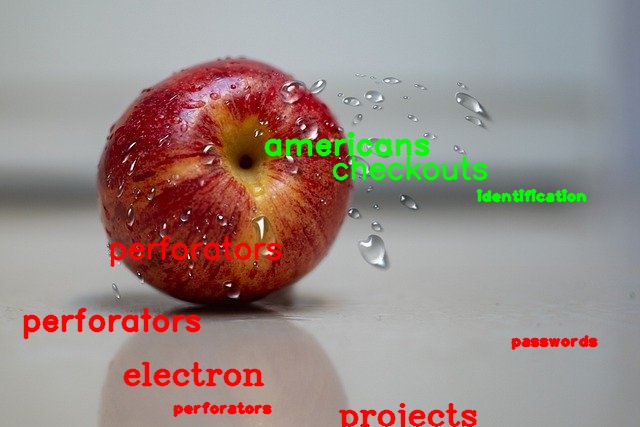 americans
checkouts
identification
perforators
perforators
passwords
electron
perforators
projects